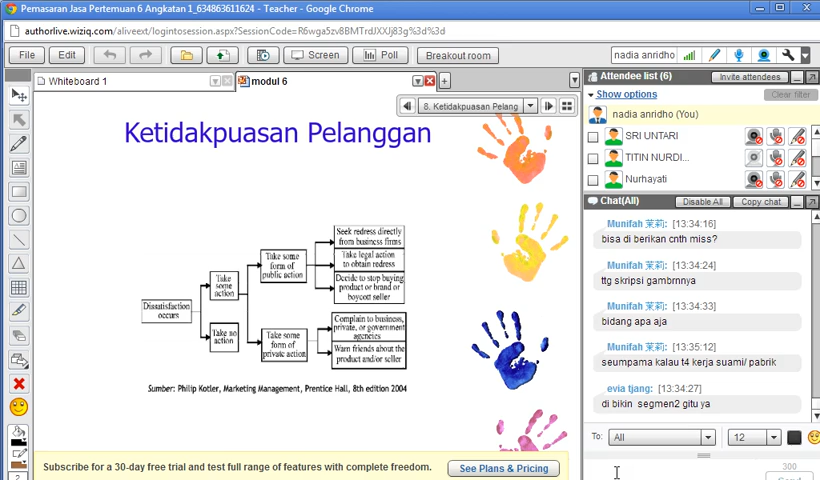 Pemasaran Jasa Pertemuan 6 Angkatan 1_634863611624 - Teacher - Google Chrome
authorlive.wiziq.com/aliveext/logintosession.aspx?SessionCode=R6wga5zv8BMTrdJXXJj83g%3d%3d
File
Edit
Screen
Poll
Breakout room
nadia anridho
Whiteboard 1
modul 6
8. Ketidakpuasan Pelang
Ketidakpuasan Pelanggan
Dissatisfaction
occurs
Take
some
action
Take no
action
Take some
form of
public action
Take some
form of
private action
Seek redress directly
from business firms
Take legal action
to obtain redress
Decide to stop buying
product or brand or
boycott seller
Complain to business,
private, or government
agencies
Warn friends about the
product and/or seller
Sumber: Philip Kotler, Marketing Management, Prentice Hall, 8th edition 2004
Subscribe for a 30-day free trial and test full range of features with complete freedom.
See Plans & Pricing
Attendee list (6)
Invite attendees
Show options
Clear filter
nadia anridho (You)
SRI UNTARI
TITIN NURDI...
Nurhayati
Chat(All)
Disable All
Copy chat
Munifah 茉莉: [13:34:16]
bisa di berikan cnth miss?
Munifah 茉莉: [13:34:24]
ttg skripsi gambrnnya
Munifah 茉莉: [13:34:33]
bidang apa aja
Munifah 茉莉: [13:35:12]
seumpama kalau t4 kerja suami/ pabrik
evia tjang: [13:34:27]
di bikin segmen2 gitu ya
To:
All
12
300
Send